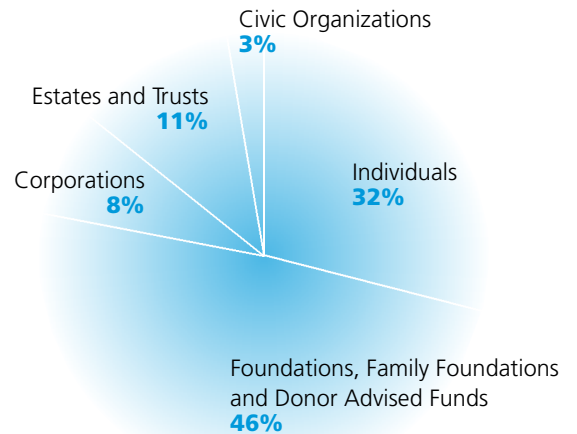 Civic Organizations
3%
Estates and Trusts
11%
Corporations
8%
Individuals
32%
Foundations, Family Foundations
and Donor Advised Funds
46%